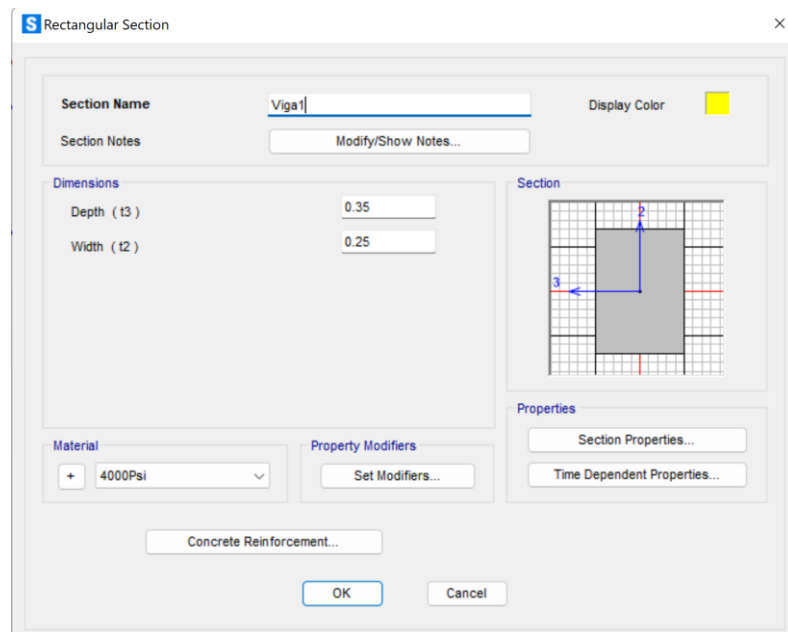 S Rectangular Section
Section Name Viga1 Display Color
Section Notes Modify/Show Notes...
Dimensions
Depth ( t3 ) 0.35
Width ( t2 ) 0.25
Section
2
3
Properties
Section Properties...
Time Dependent Properties...
Material
+ 4000Psi
Property Modifiers
Set Modifiers...
Concrete Reinforcement...
OK Cancel